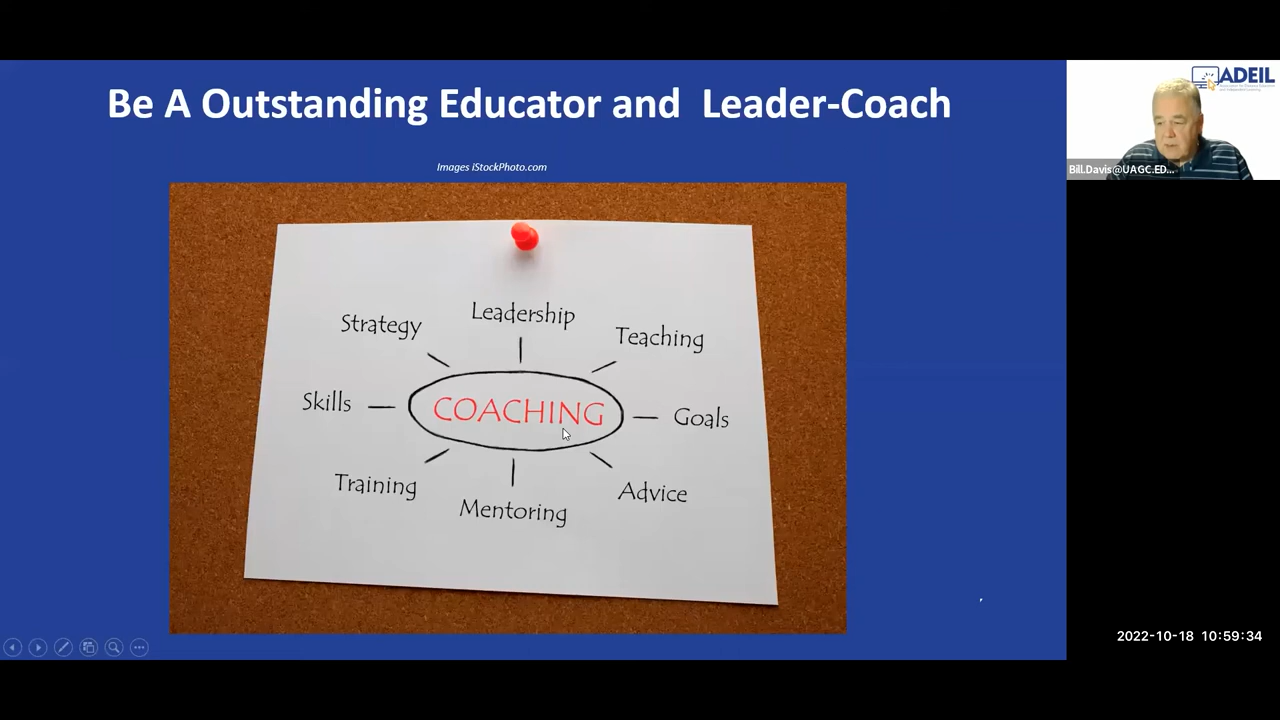 Be A Outstanding Educator and Leader-Coach
Images iStockPhoto.com
Strategy
Leadership
Teaching
Skills
COACHING
Goals
Training
Mentoring
Advice
ADEIL
Bill.Davis@UAGC.ED...
2022-10-18 10:59:34